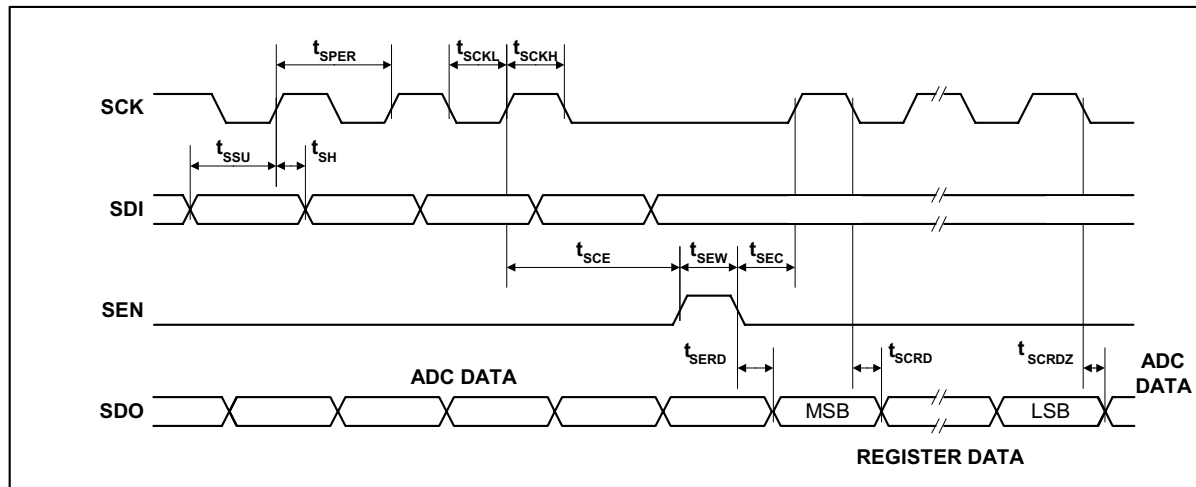 tSPER
tSCKL
tSCKH
SCK
tSSU
tSH
SDI
tSCE
tSEW
tSEC
SEN
tSERD
tSCRD
tSCRDZ
ADC DATA
ADC
DATA
SDO
MSB
LSB
REGISTER DATA